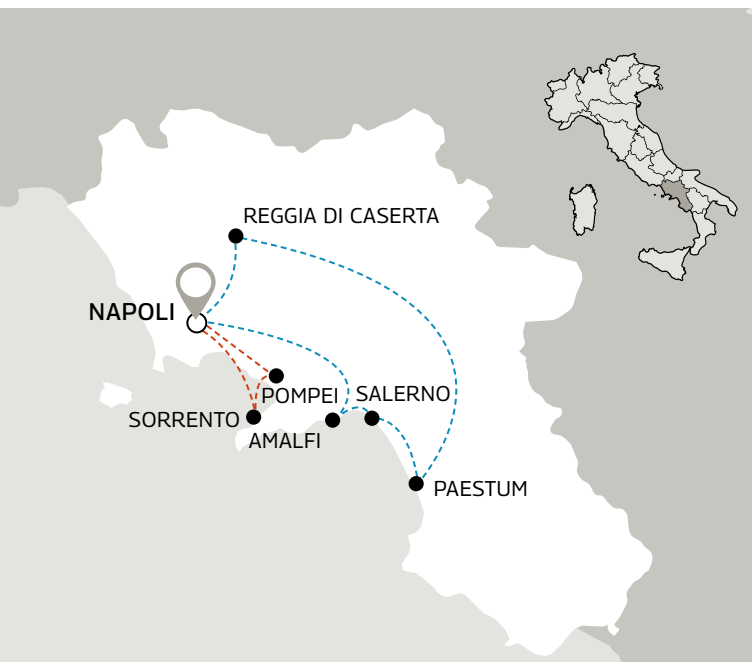 REGGIA DI CASERTA
NAPOLI
POMPEI
SALERNO
SORRENTO
AMALFI
PAESTUM